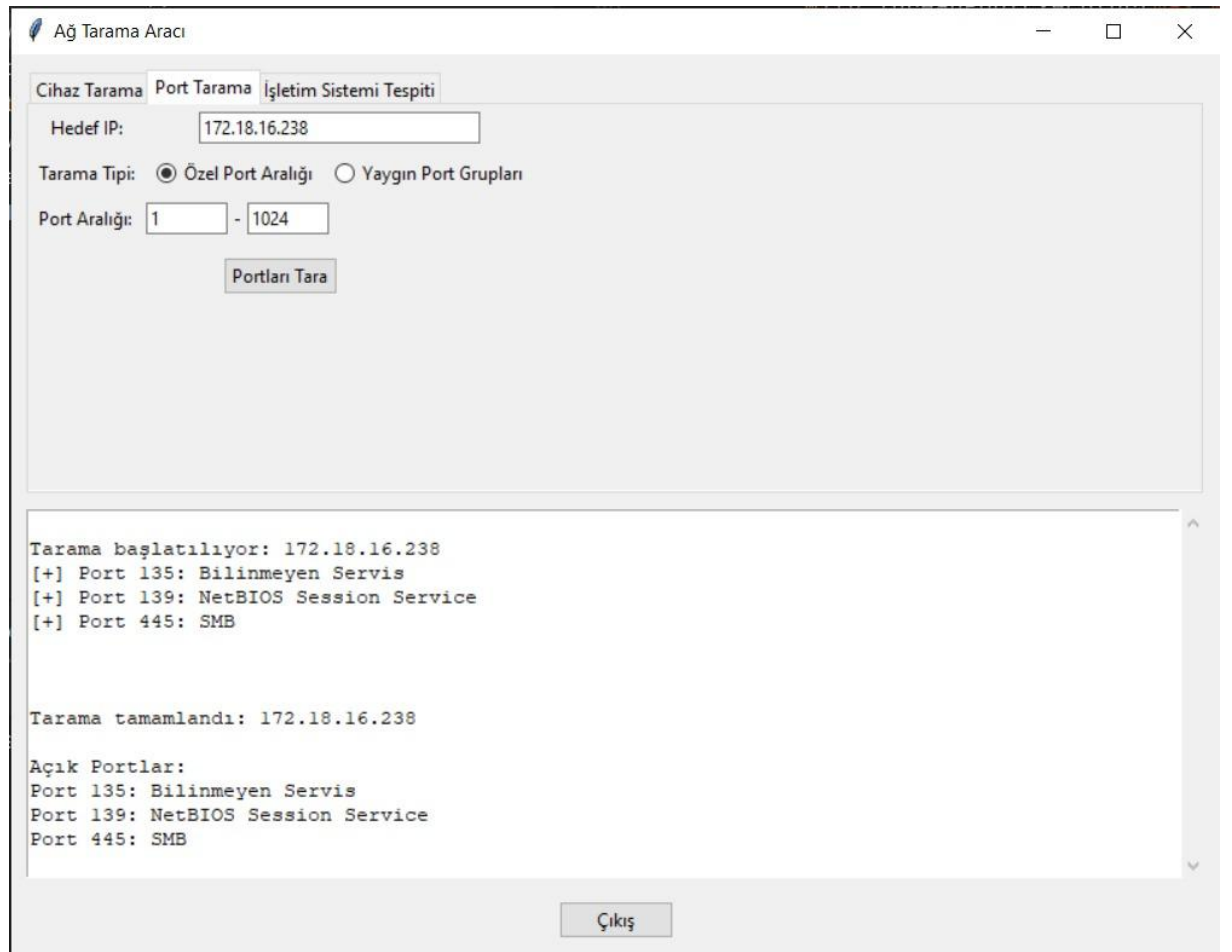 Ağ Tarama Aracı
Cihaz Tarama Port Tarama İşletim Sistemi Tespiti
Hedef IP: 172.18.16.238
Tarama Tipi: Özel Port Aralığı Yaygın Port Grupları
Port Aralığı: 1 - 1024
Portları Tara
Tarama başlatılıyor: 172.18.16.238
[+] Port 135: Bilinmeyen Servis
[+] Port 139: NetBIOS Session Service
[+] Port 445: SMB
Tarama tamamlandı: 172.18.16.238
Açık Portlar:
Port 135: Bilinmeyen Servis
Port 139: NetBIOS Session Service
Port 445: SMB
Çıkış